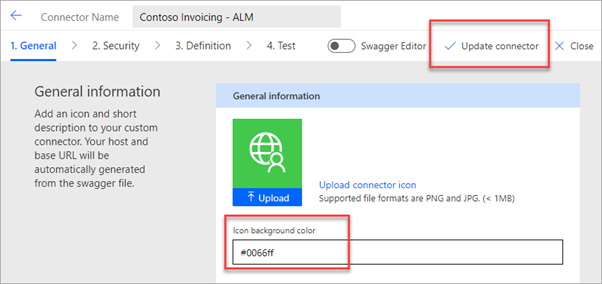 Connector Name Contoso Invoicing - ALM
1. General 2. Security 3. Definition 4. Test Swagger Editor Update connector Close
General information
Add an icon and short
description to your custom
connector. Your host and
base URL will be
automatically generated
from the swagger file.
General information
Upload
Upload connector icon
Supported file formats are PNG and JPG. (< 1MB)
Icon background color
#0066ff